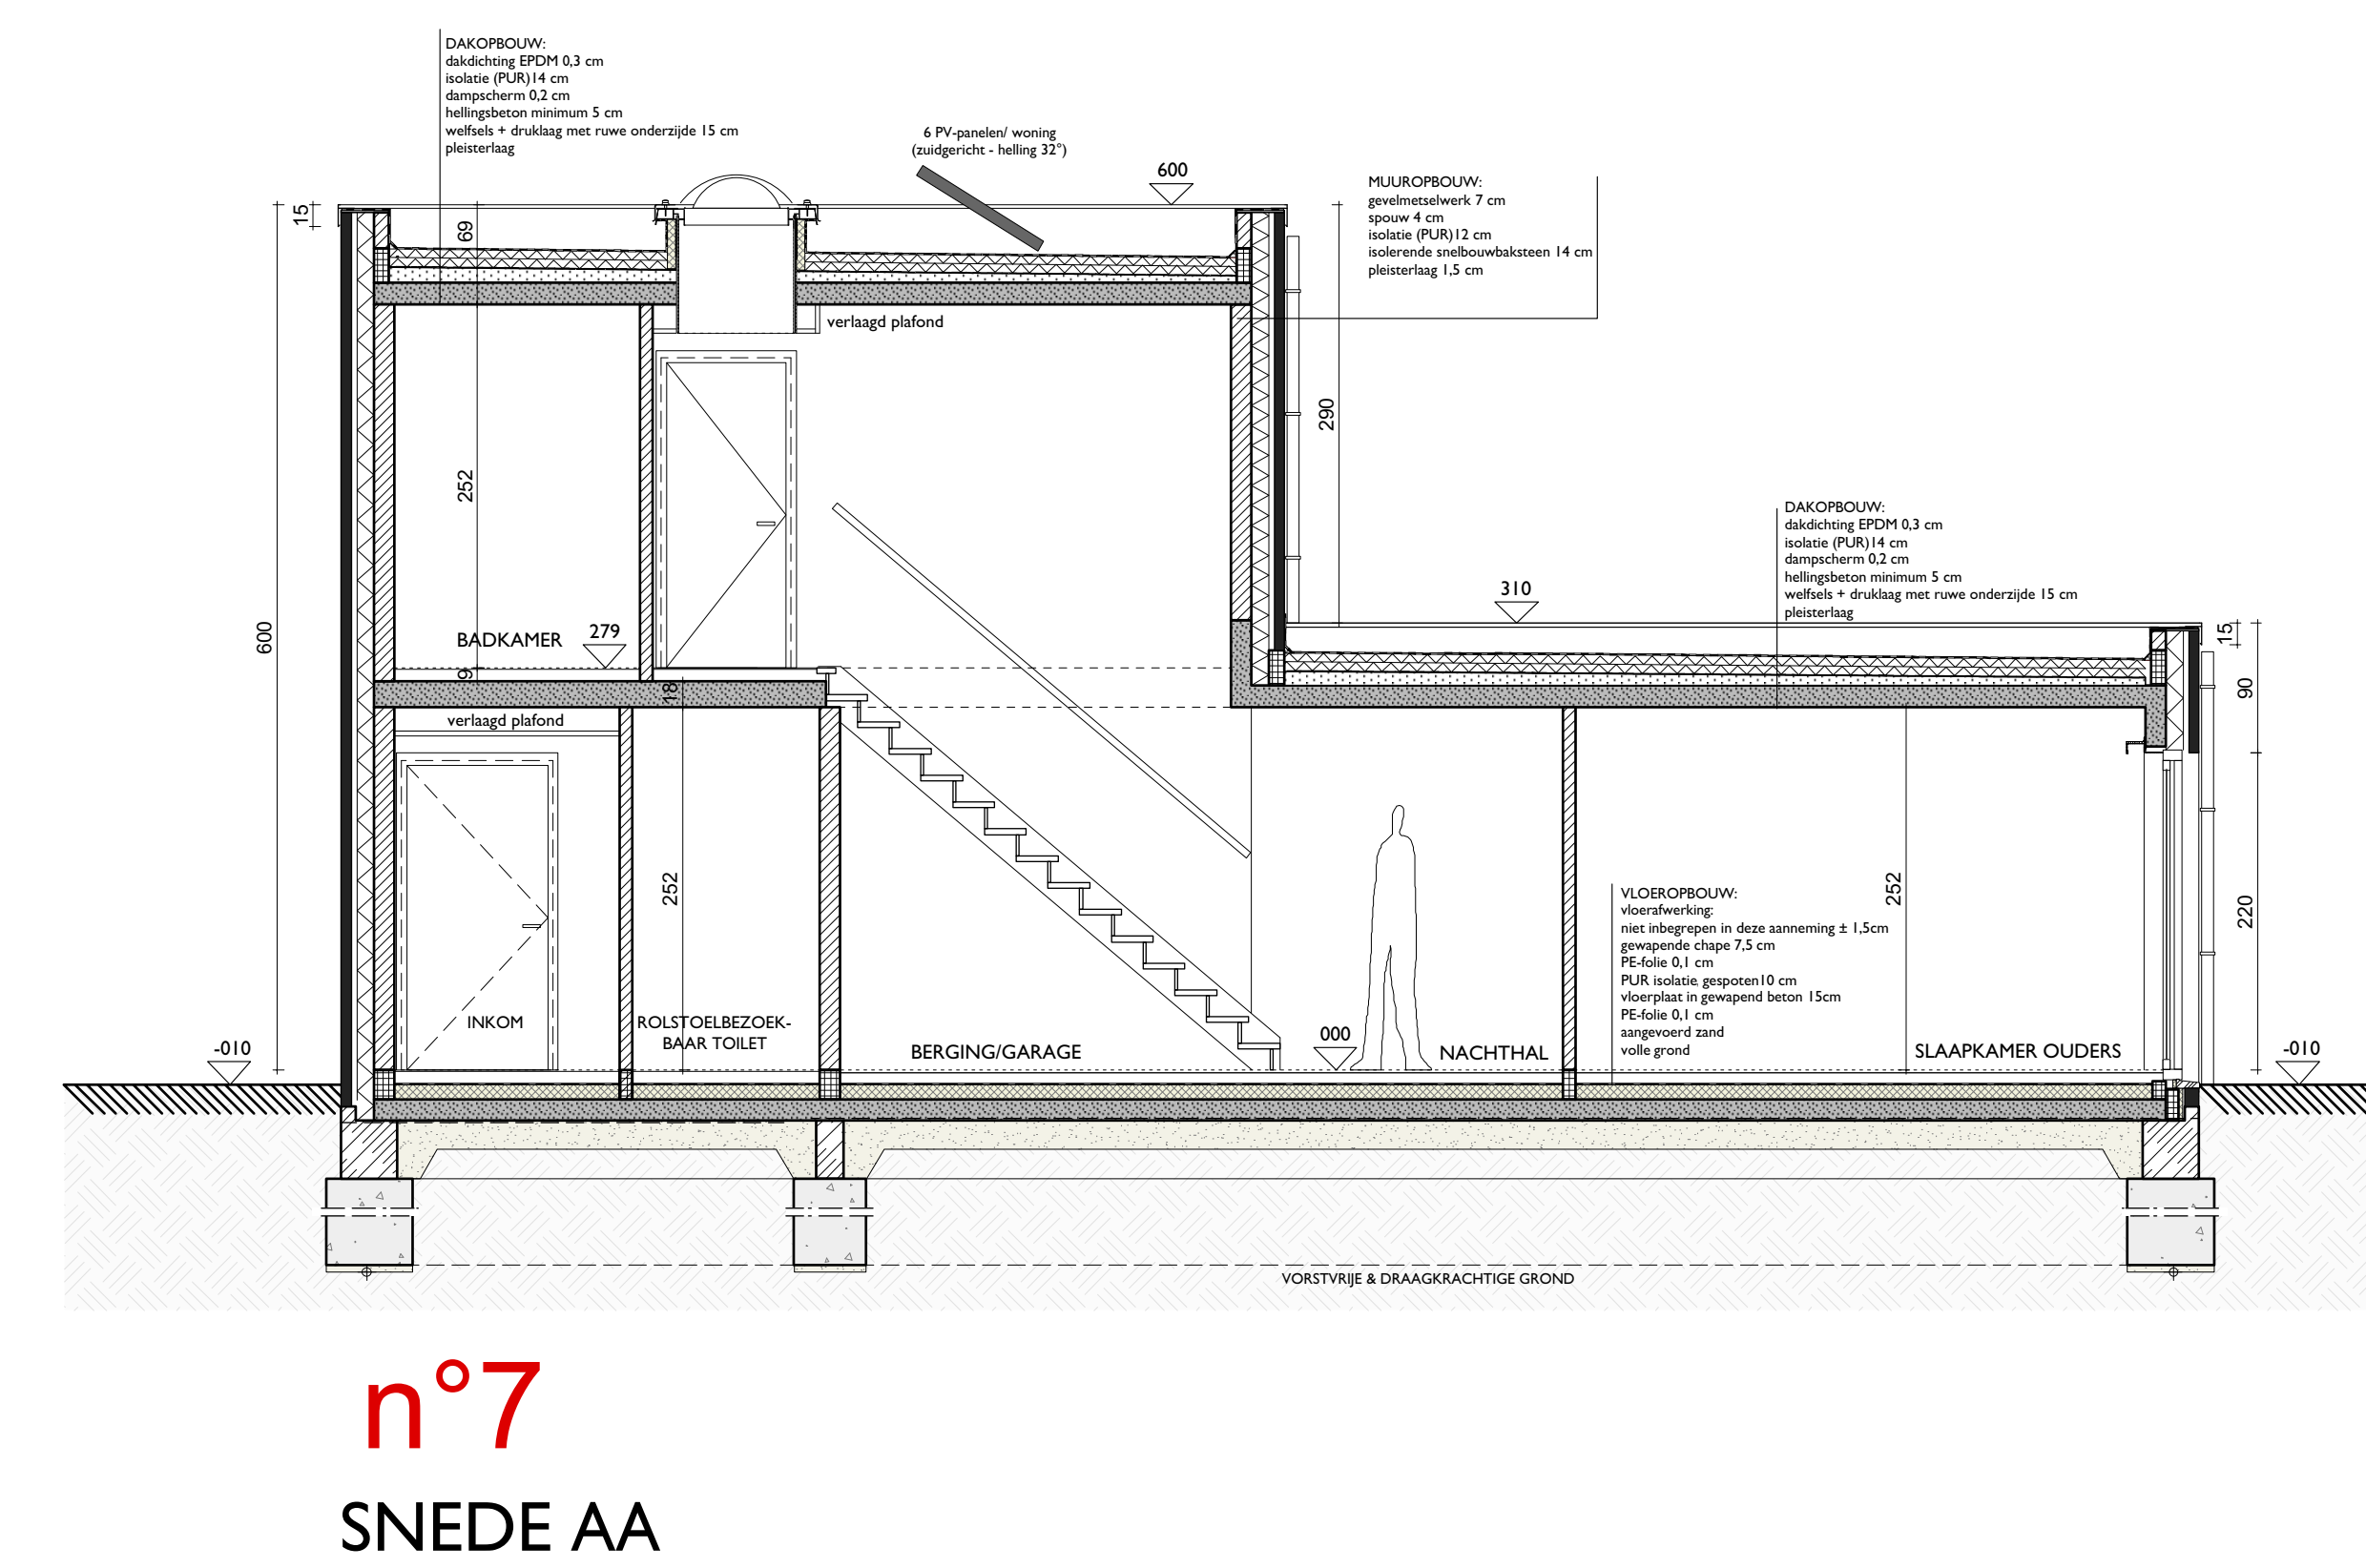 DAKOPBOUW:
dakdichting EPDM 0,3 cm
isolatie (PUR)14 cm
dampscherm 0,2 cm
hellingsbeton minimum 5 cm
welfsels + druklaag met ruwe onderzijde 15 cm
pleisterlaag
6 PV-panelen/ woning
(zuidgericht - helling 32°)
600
MUUROPBOUW:
gevelmetselwerk 7 cm
spouw 4 cm
isolatie (PUR)12 cm
isolerende snelbouwbaksteen 14 cm
pleisterlaag 1,5 cm
15
69
verlaagd plafond
290
252
600
DAKOPBOUW:
dakdichting EPDM 0,3 cm
isolatie (PUR)14 cm
dampscherm 0,2 cm
hellingsbeton minimum 5 cm
welfsels + druklaag met ruwe onderzijde 15 cm
pleisterlaag
310
BADKAMER
279
15
9
18
90
verlaagd plafond
252
252
220
VLOEROPBOUW:
vloerafwerking:
niet inbegrepen in deze aanneming ± 1,5cm
gewapende chape 7,5 cm
PE-folie 0,1 cm
PUR isolatie, gespoten10 cm
vloerplaat in gewapend beton 15cm
PE-folie 0,1 cm
aangevoerd zand
volle grond
INKOM
ROLSTOELBEZOEK-
BAAR TOILET
BERGING/GARAGE
000
NACHTHAL
SLAAPKAMER OUDERS
-010
-010
VORSTVRIJE & DRAAGKRACHTIGE GROND
n°7
SNEDE AA